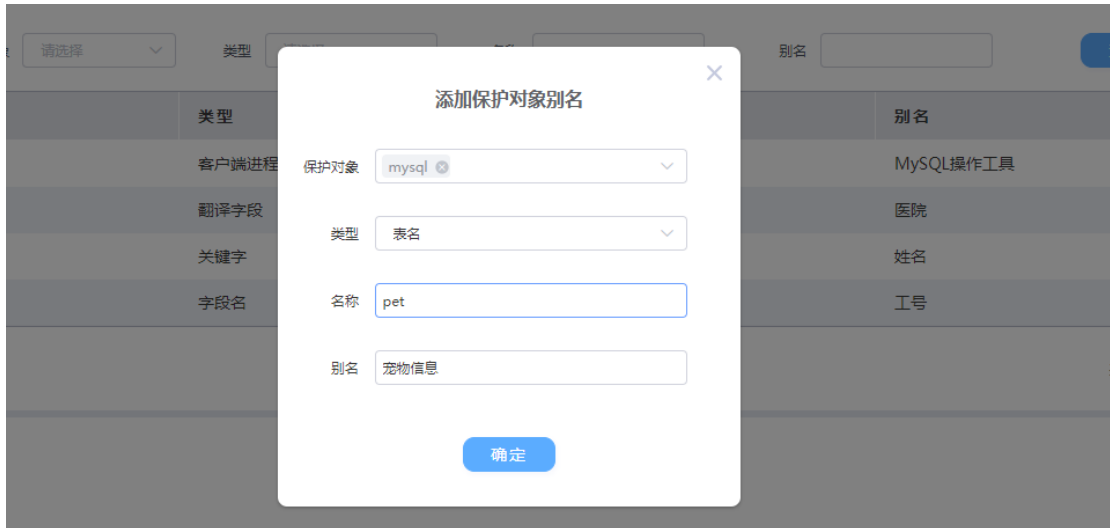 请选择
类型
别名
添加保护对象别名
类型
别名
保护对象 mysql
客户端进程
MySQL操作工具
翻译字段
医院
类型 表名
关键字
姓名
名称 pet
字段名
工号
别名 宠物信息
确定